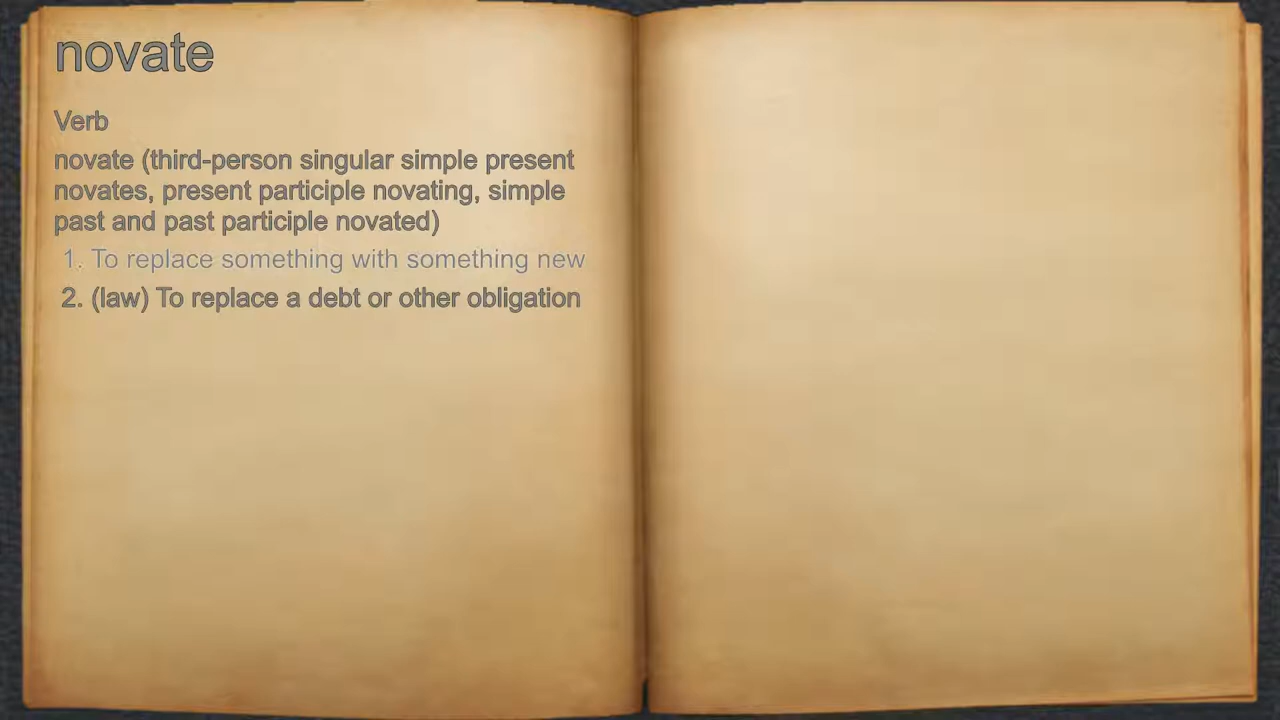 novate
Verb
novate (third-person singular simple present
novates, present participle novating, simple
past and past participle novated)
1. To replace something with something new
2. (law) To replace a debt or other obligation